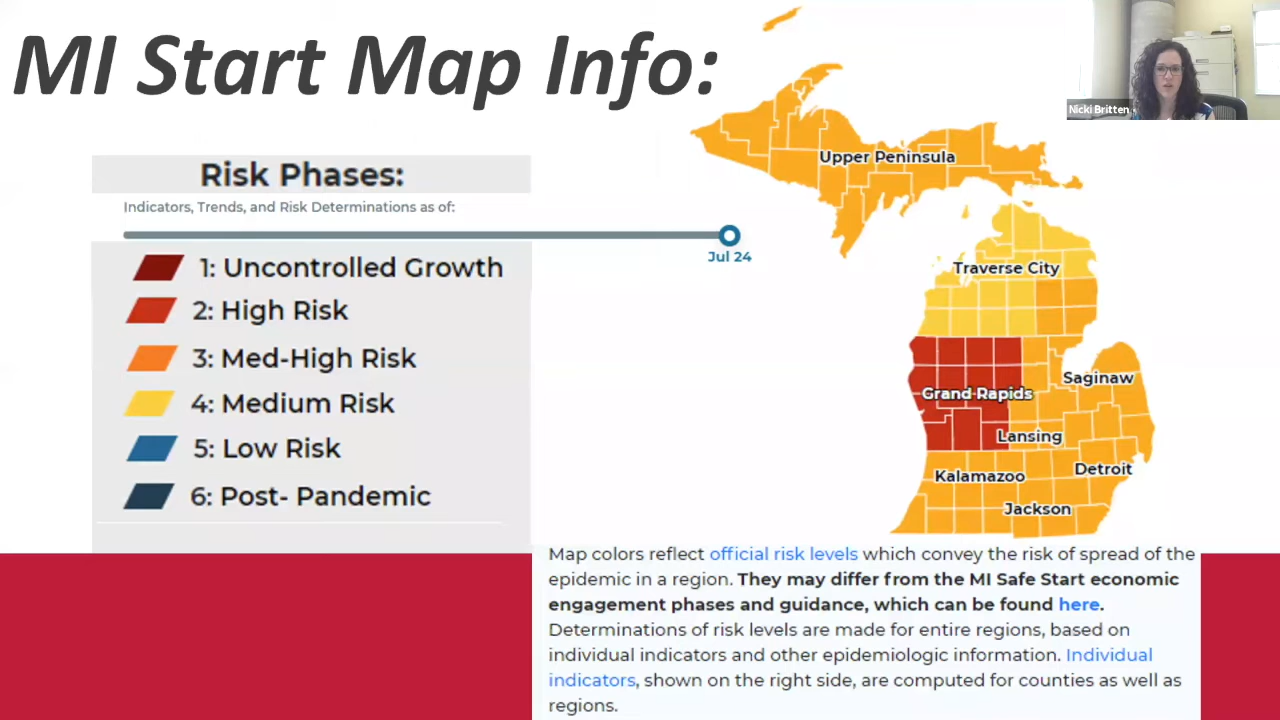 MI Start Map Info:
Nicki Britten
Risk Phases:
Indicators, Trends, and Risk Determinations as of:
Jul 24
1: Uncontrolled Growth
2: High Risk
3: Med-High Risk
4: Medium Risk
5: Low Risk
6: Post- Pandemic
Upper Peninsula
Traverse City
Saginaw
Grand Rapids
Lansing
Detroit
Kalamazoo
Jackson
Map colors reflect official risk levels which convey the risk of spread of the
epidemic in a region. They may differ from the MI Safe Start economic
engagement phases and guidance, which can be found here.
Determinations of risk levels are made for entire regions, based on
individual indicators and other epidemiologic information. Individual
indicators, shown on the right side, are computed for counties as well as
regions.